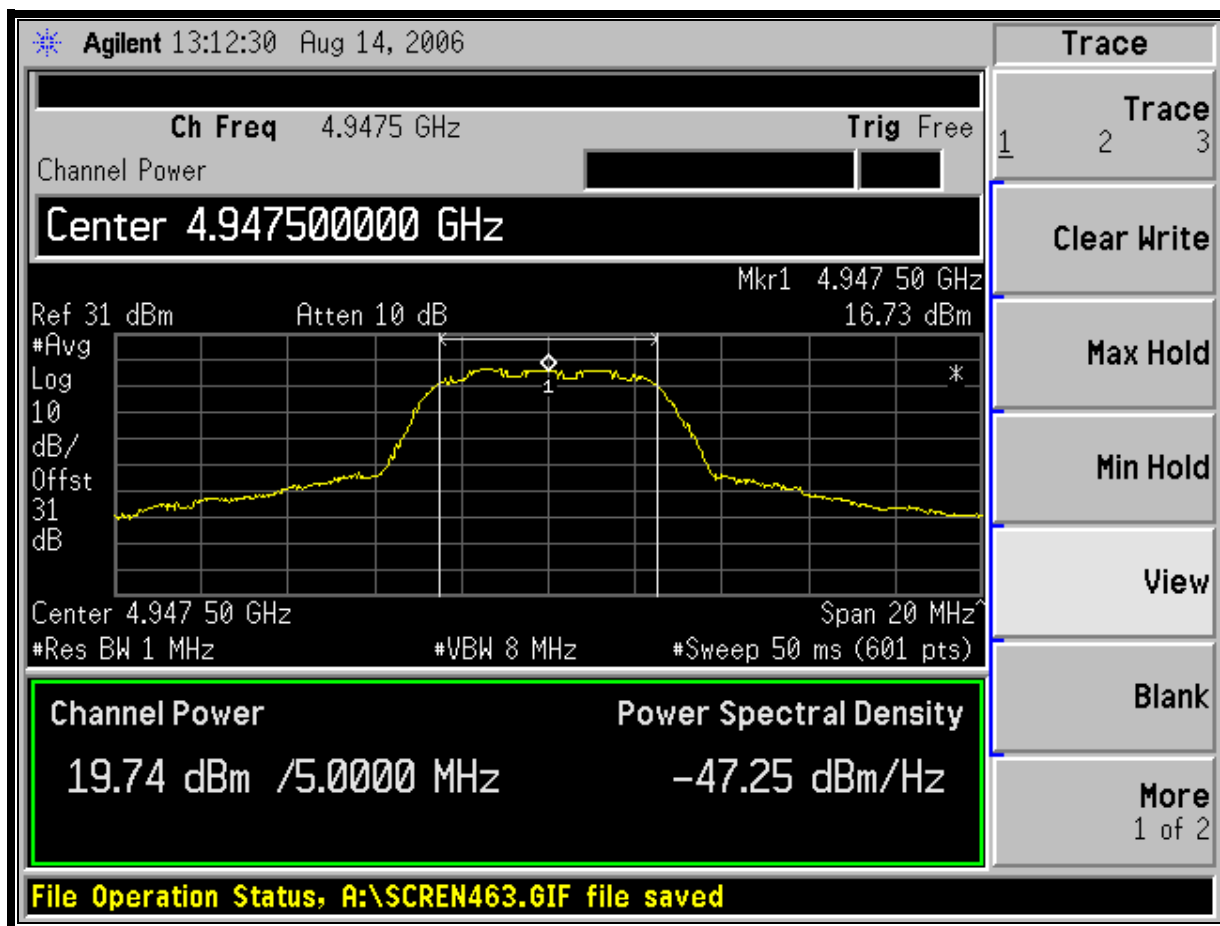 Agilent 13:12:30 Aug 14, 2006
Trace
Ch Freq 4.9475 GHz Trig Free
Channel Power
Center 4.947500000 GHz
Mkr1 4.947 50 GHz
Ref 31 dBm Atten 10 dB 16.73 dBm
#Avg
Log
10
dB/
Offst
31
dB
1
*
Center 4.947 50 GHz Span 20 MHz^
#Res BW 1 MHz #VBW 8 MHz #Sweep 50 ms (601 pts)
Channel Power Power Spectral Density
19.74 dBm /5.0000 MHz -47.25 dBm/Hz
File Operation Status, A:\SCREN463.GIF file saved
Trace
1 2 3
Clear Write
Max Hold
Min Hold
View
Blank
More
1 of 2